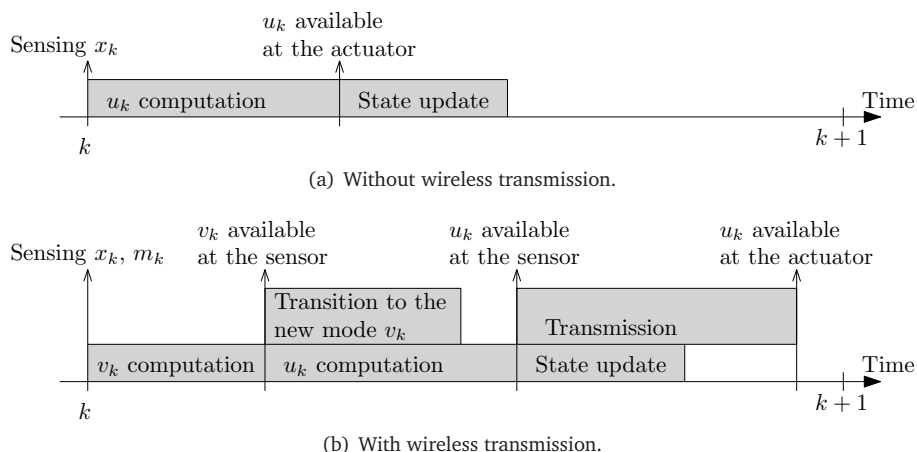 u_k available
at the actuator
Sensing x_k
u_k computation
State update
Time
k
k + 1
(a) Without wireless transmission.
v_k available
at the sensor
u_k available
at the sensor
u_k available
at the actuator
Sensing x_k, m_k
Transition to the
new mode v_k
Transmission
v_k computation
u_k computation
State update
Time
k
k + 1
(b) With wireless transmission.